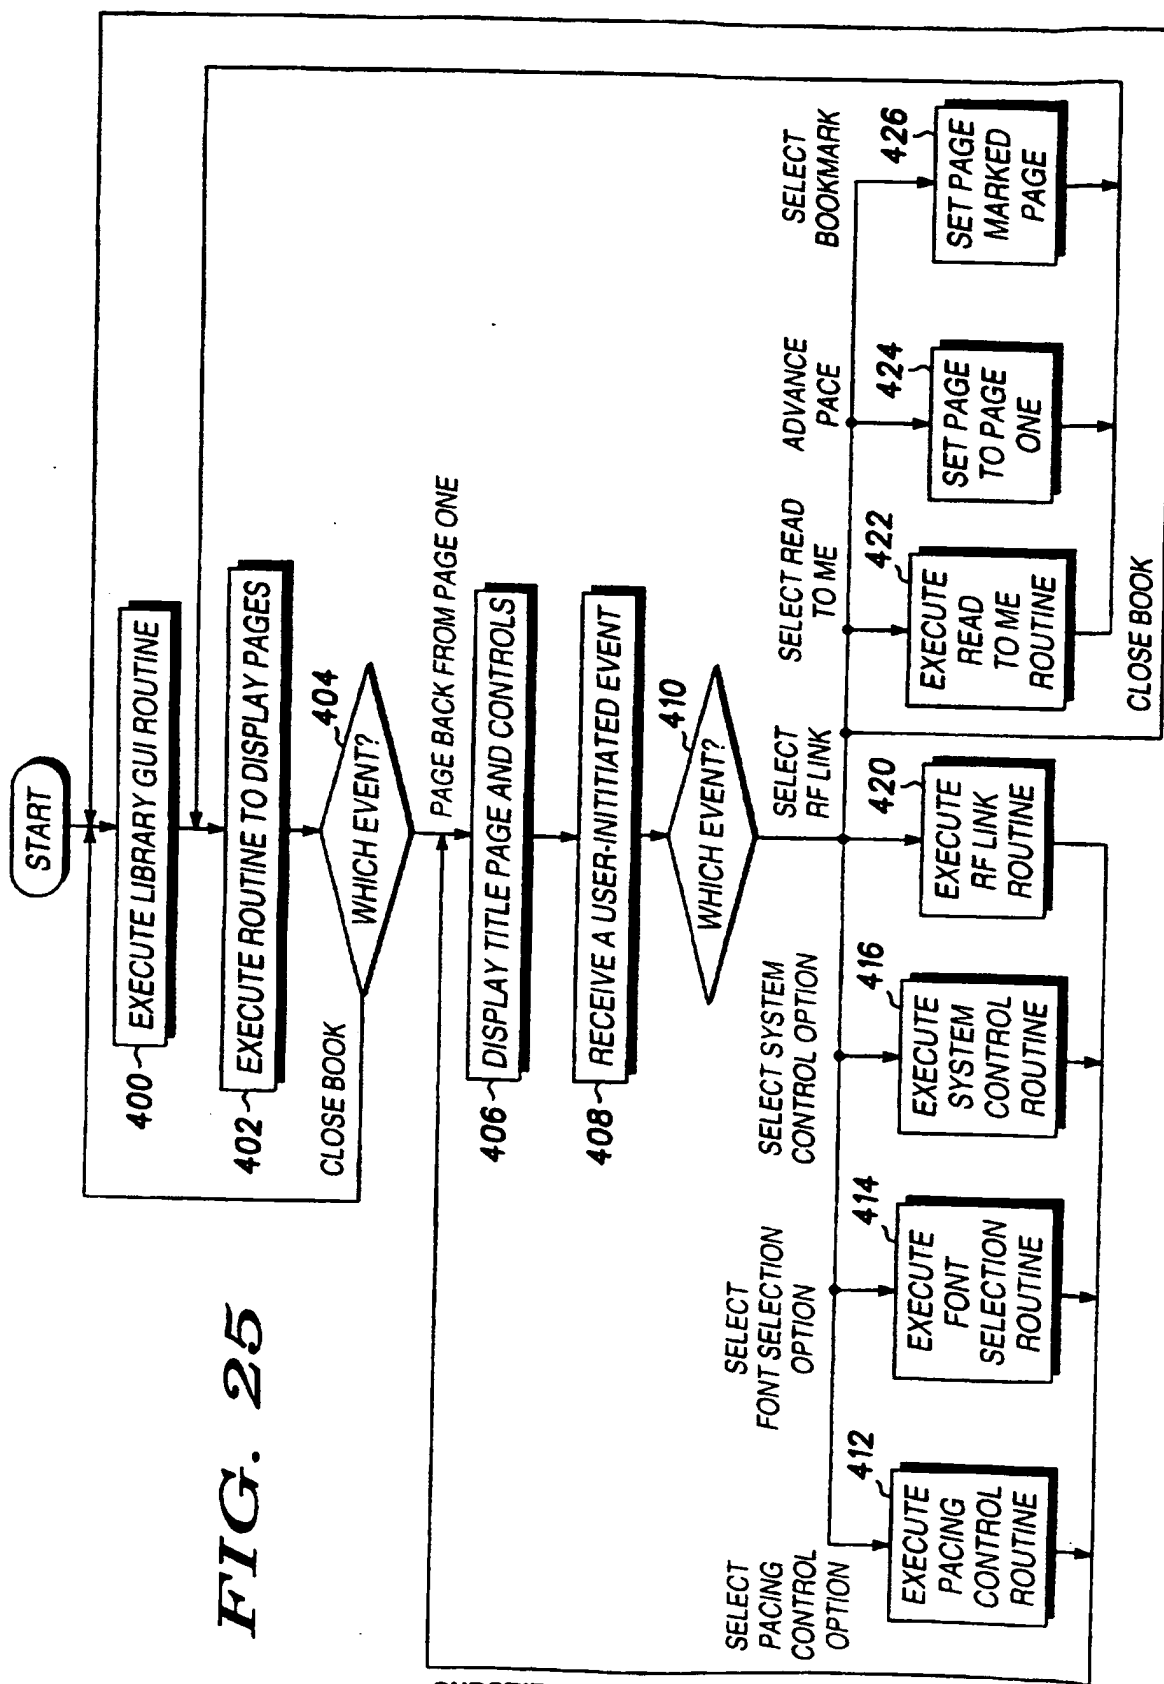 START
400
EXECUTE LIBRARY GUI ROUTINE
402
EXECUTE ROUTINE TO DISPLAY PAGES
404
WHICH EVENT?
CLOSE BOOK
PAGE BACK FROM PAGE ONE
406
DISPLAY TITLE PAGE AND CONTROLS
408
RECEIVE A USER-INITIATED EVENT
410
WHICH EVENT?
SELECT
PACING
CONTROL
OPTION
412
EXECUTE
PACING
CONTROL
ROUTINE
SELECT
FONT SELECTION
OPTION
414
EXECUTE
FONT
SELECTION
ROUTINE
SELECT SYSTEM
CONTROL OPTION
416
EXECUTE
SYSTEM
CONTROL
ROUTINE
SELECT
RF LINK
420
EXECUTE
RF LINK
ROUTINE
SELECT READ
TO ME
422
EXECUTE
READ
TO ME
ROUTINE
ADVANCE
PACE
424
SET PAGE
TO PAGE
ONE
SELECT
BOOKMARK
426
SET PAGE
MARKED
PAGE
CLOSE BOOK
FIG. 25